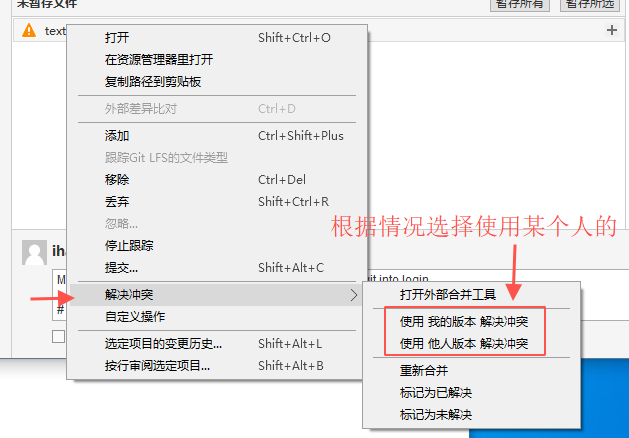 未暂存文件
暂存所有
暂存所选
text
打开 Shift+Ctrl+O
在资源管理器里打开
复制路径到剪贴板
外部差异比对 Ctrl+D
添加 Ctrl+Shift+Plus
跟踪Git LFS的文件类型
移除 Ctrl+Del
丢弃 Shift+Ctrl+R
忽略...
停止跟踪
提交... Shift+Alt+C
解决冲突
自定义操作
选定项目的变更历史... Shift+Alt+L
按行审阅选定项目... Shift+Alt+B
根据情况选择使用某个人的
iha
M
into login
#
打开外部合并工具
使用 我的版本 解决冲突
使用 他人版本 解决冲突
重新合并
标记为已解决
标记为未解决